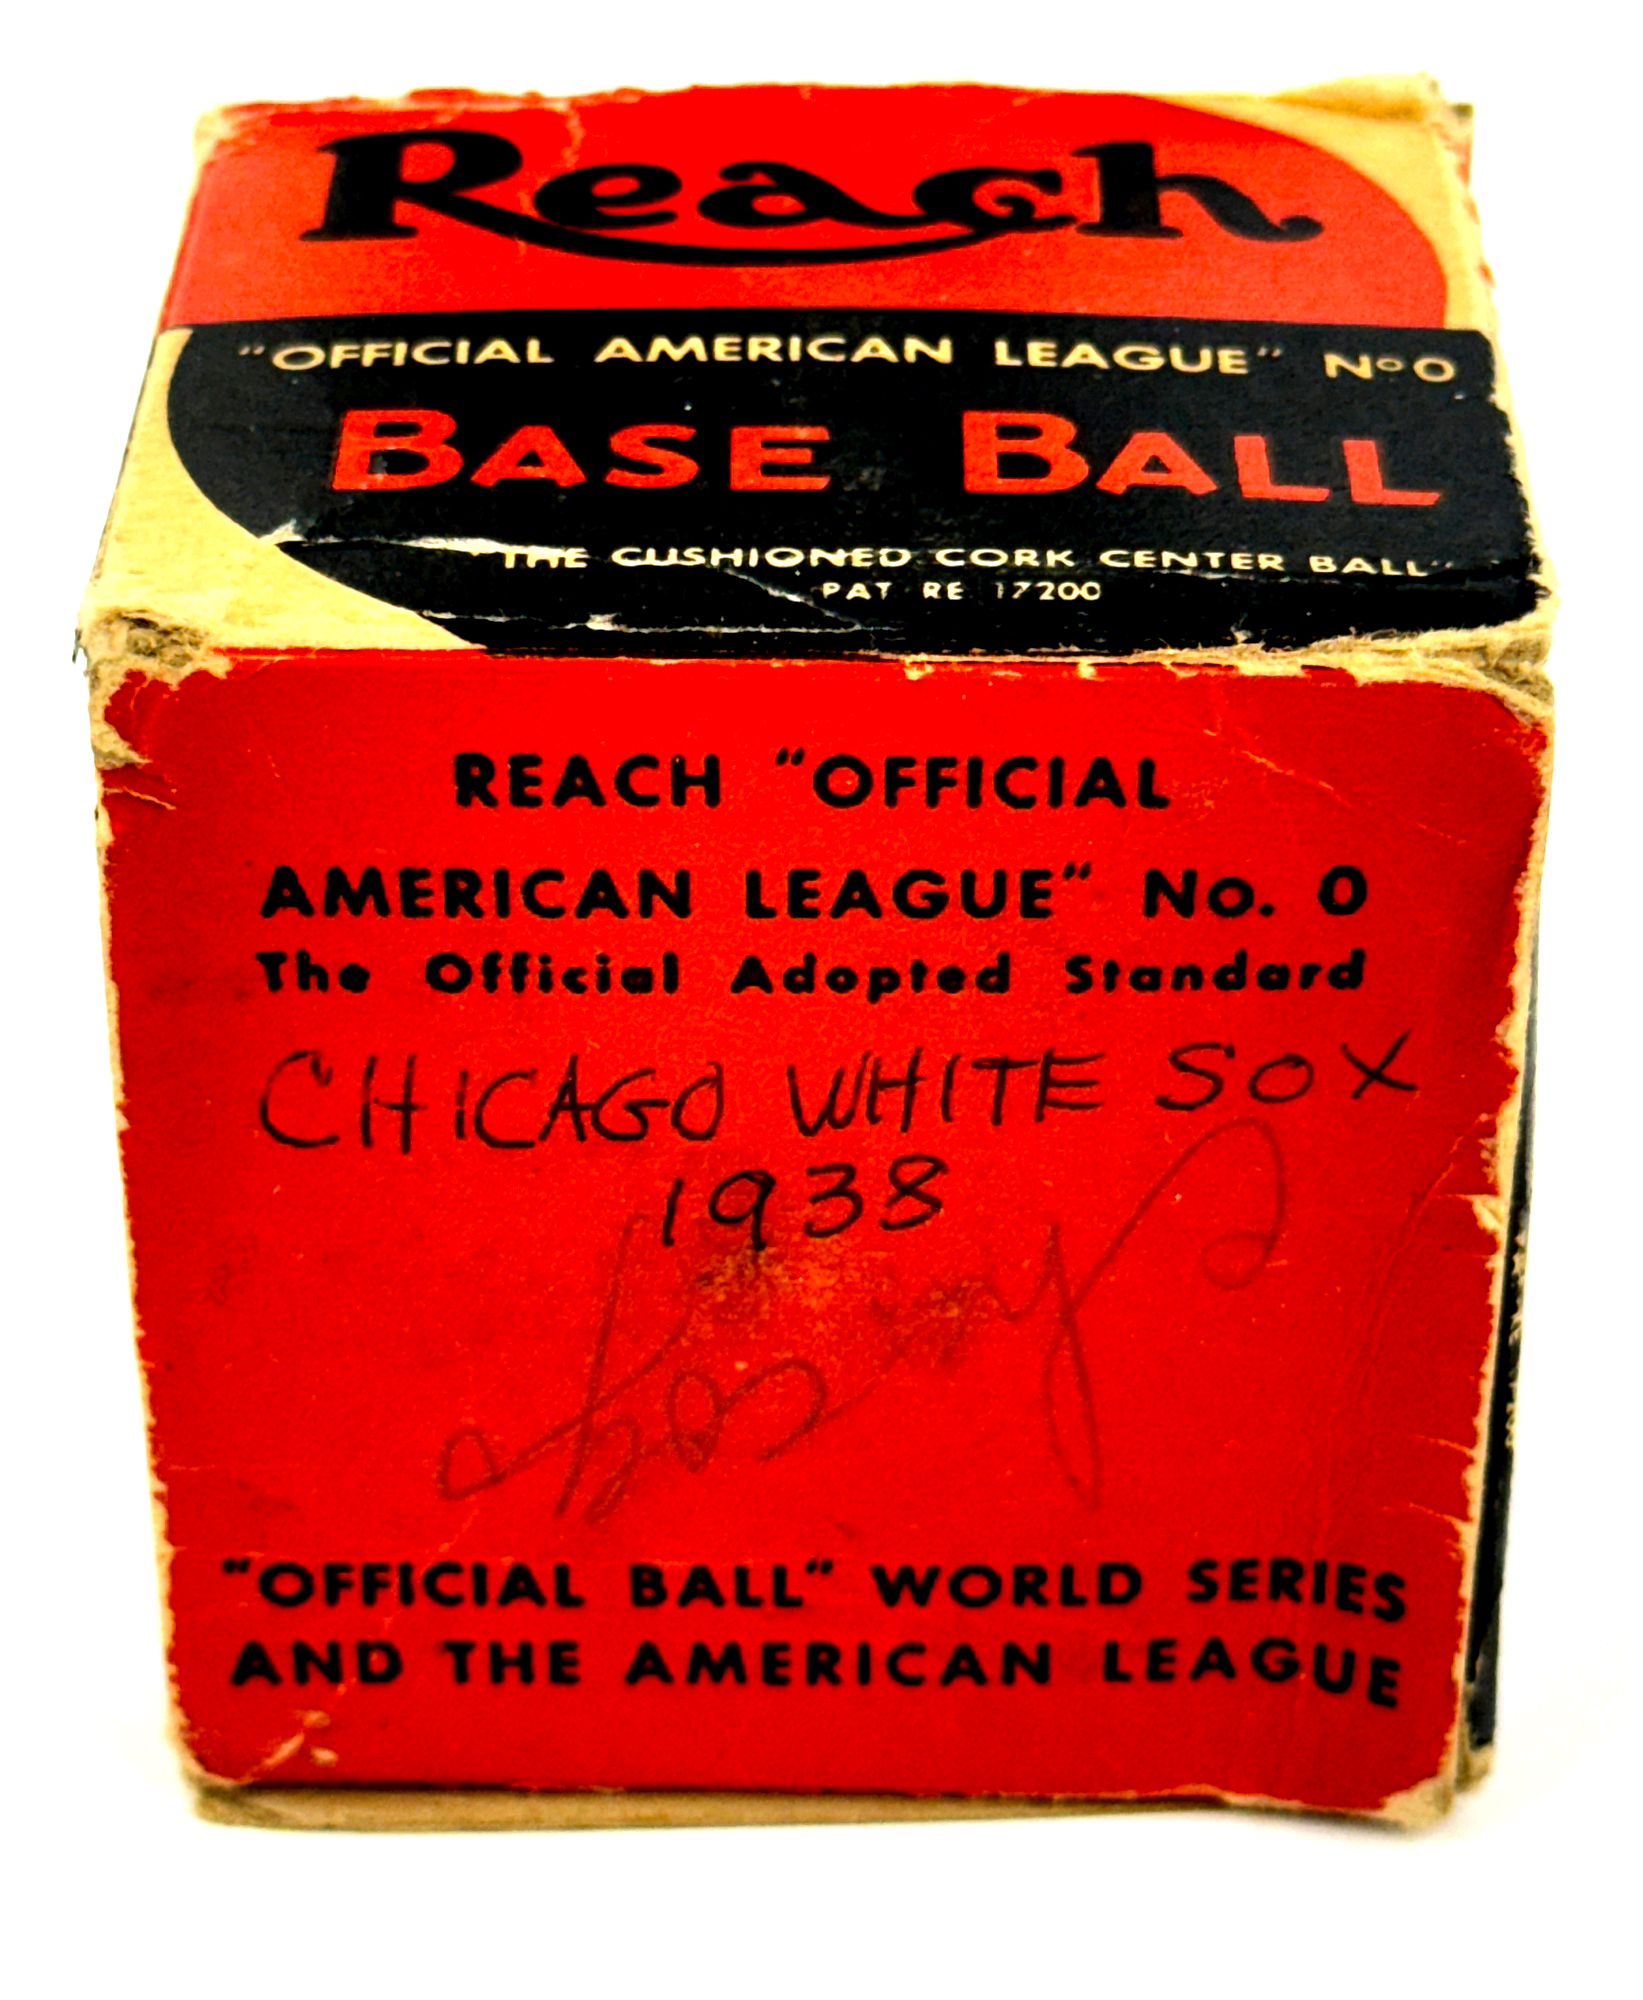 Reach
"OFFICIAL AMERICAN LEAGUE" No 0
BASE BALL
"THE CUSHIONED CORK CENTER BALL"
PAT RE 17200
REACH "OFFICIAL
AMERICAN LEAGUE" No. 0
The Official Adopted Standard
CHICAGO WHITE SOX
1938
"OFFICIAL BALL" WORLD SERIES
AND THE AMERICAN LEAGUE